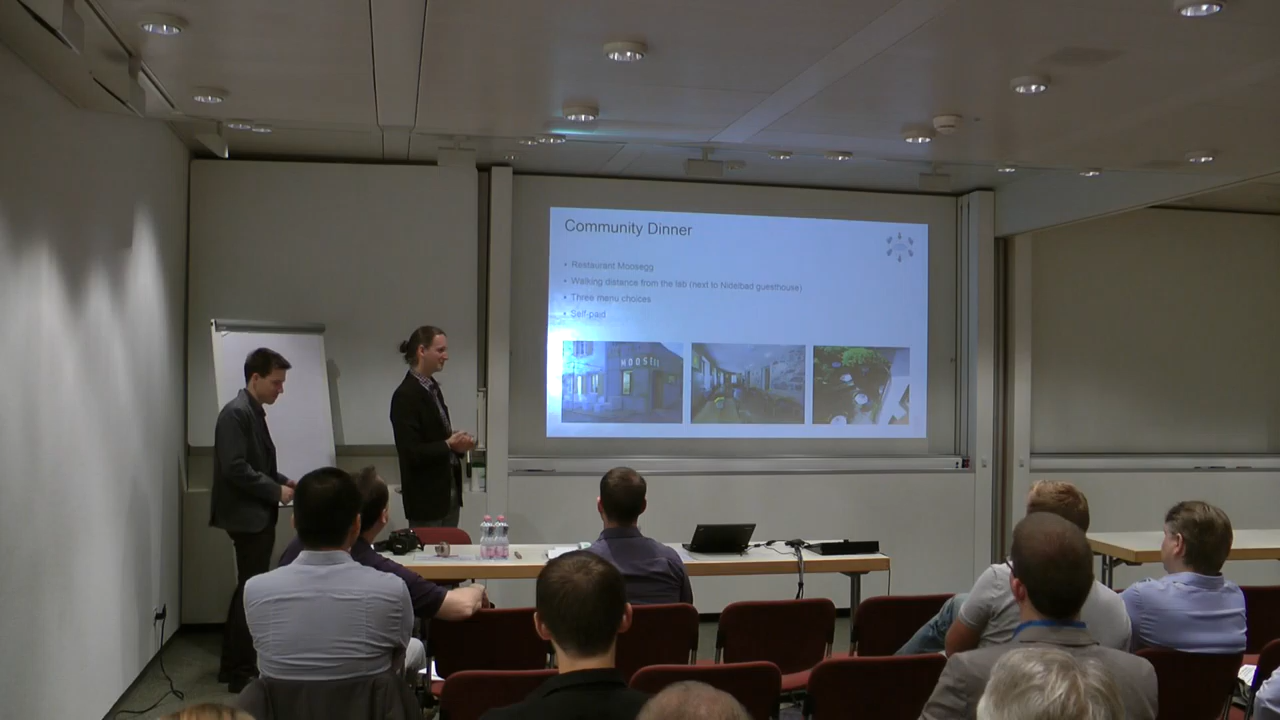 Community Dinner
• Restaurant Moosegg
• Walking distance from the lab (next to Nidelbad guesthouse)
• Three menu choices
• Self-paid